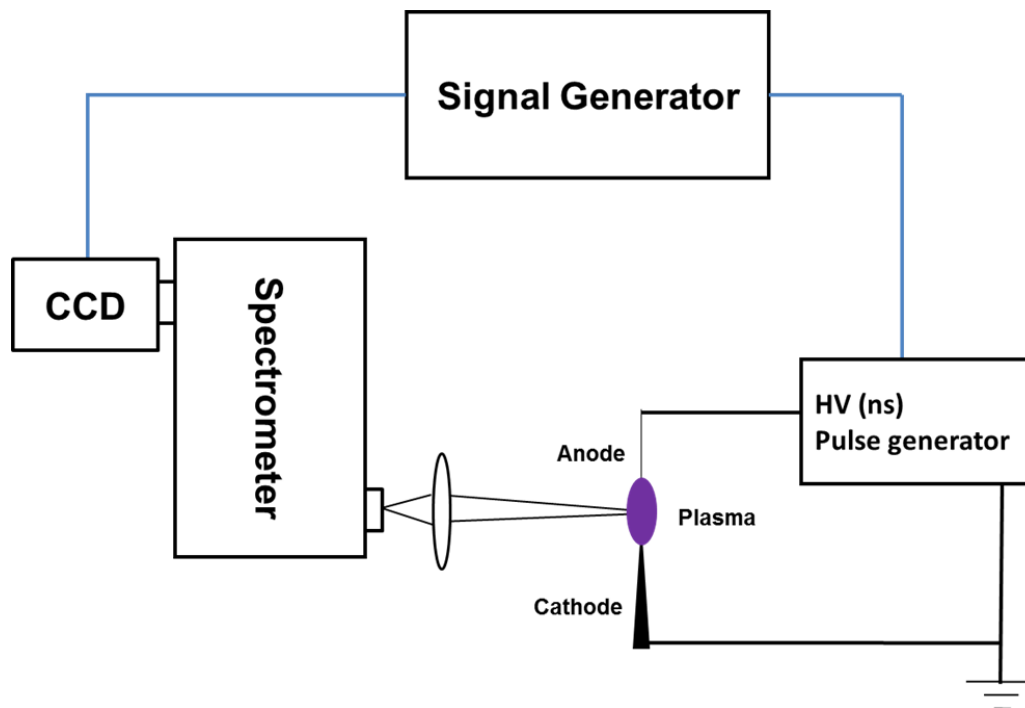 Signal Generator
CCD
Spectrometer
HV (ns)
Pulse generator
Anode
Plasma
Cathode